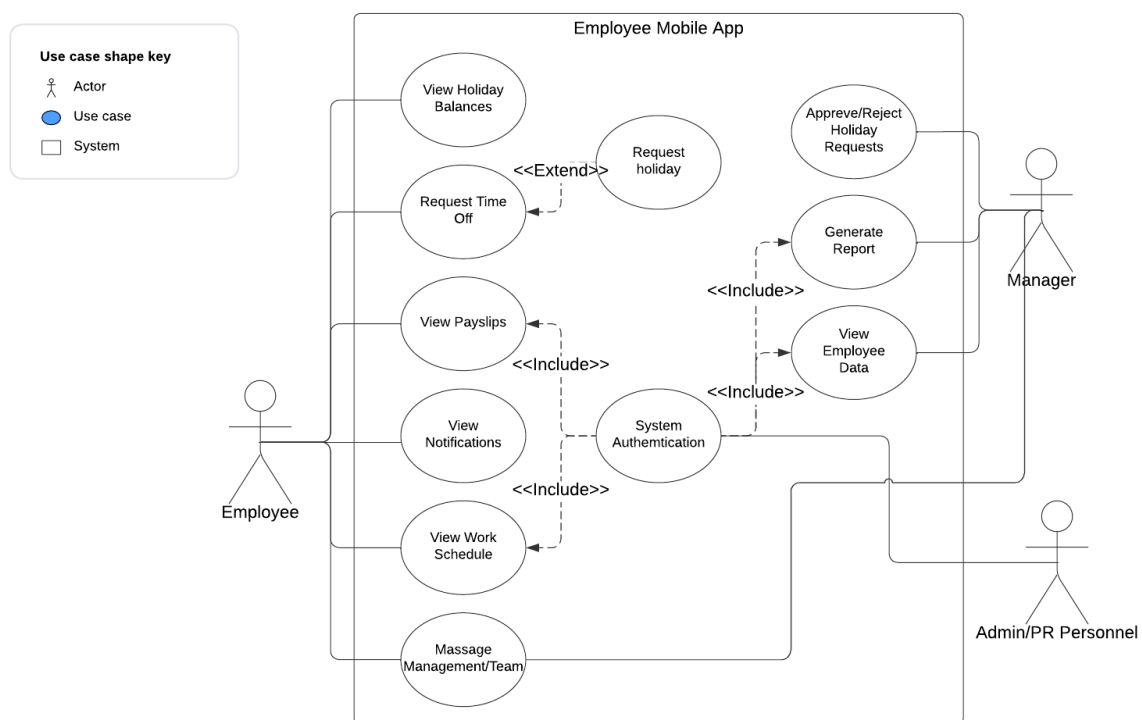 Employee Mobile App
Use case shape key
Actor
Use case
System
View Holiday
Balances
Appreve/Reject
Holiday
Requests
Request
holiday
<<Extend>>
Request Time
Off
Generate
Report
Manager
<<Include>>
View Payslips
View
Employee
Data
<<Include>>
<<Include>>
View
Notifications
System
Authemtication
<<Include>>
Employee
View Work
Schedule
Admin/PR Personnel
Massage
Management/Team